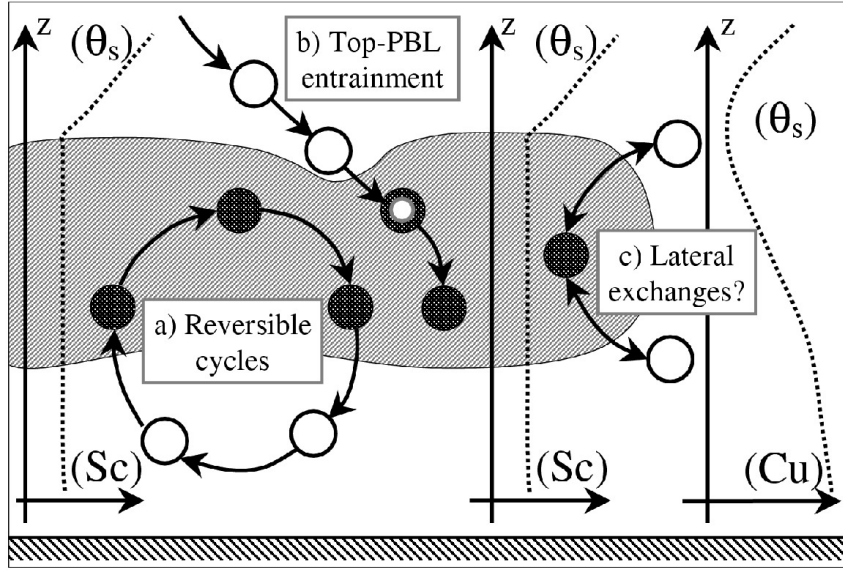 z
(θs)
b) Top-PBL
entrainment
z
(θs)
z
(θs)
a) Reversible
cycles
c) Lateral
exchanges?
(Sc)
(Sc)
(Cu)